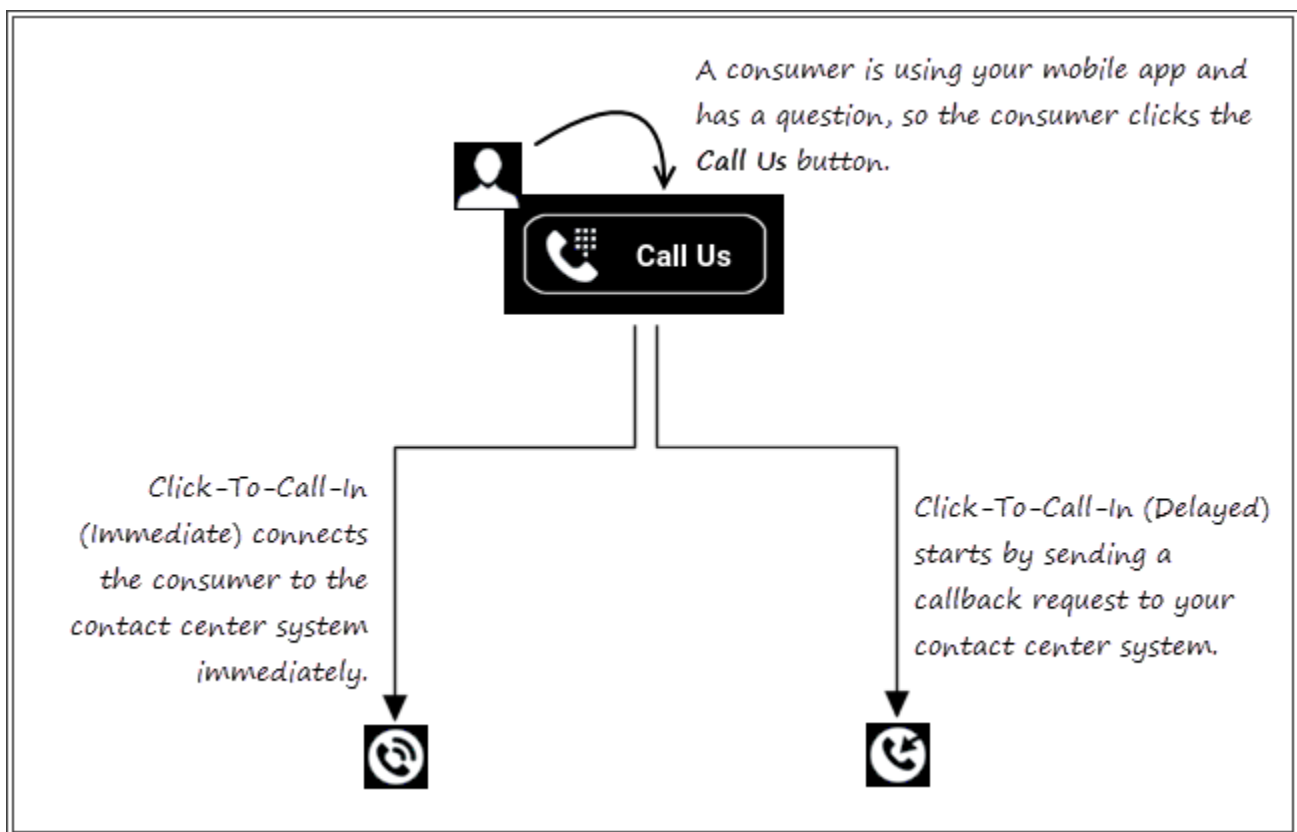 A consumer is using your mobile app and
has a question, so the consumer clicks the
Call Us button.
Call Us
Click-To-Call-In
(Immediate) connects
the consumer to the
contact center system
immediately.
Click-To-Call-In (Delayed)
starts by sending a
callback request to your
contact center system.